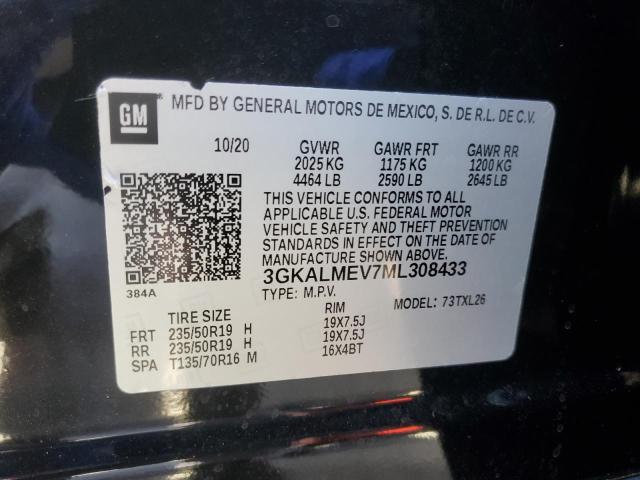 GM
MFD BY GENERAL MOTORS DE MEXICO, S. DE R.L. DE C.V.
10/20 GVWR GAWR FRT GAWR RR
2025 KG 1175 KG 1200 KG
4464 LB 2590 LB 2645 LB
THIS VEHICLE CONFORMS TO ALL
APPLICABLE U.S. FEDERAL MOTOR
VEHICLE SAFETY AND THEFT PREVENTION
STANDARDS IN EFFECT ON THE DATE OF
MANUFACTURE SHOWN ABOVE.
3GKALMEV7ML308433
384A
TYPE: M.P.V. MODEL: 73TXL26
TIRE SIZE RIM
FRT 235/50R19 H 19X7.5J
RR 235/50R19 H 19X7.5J
SPA T135/70R16 M 16X4BT